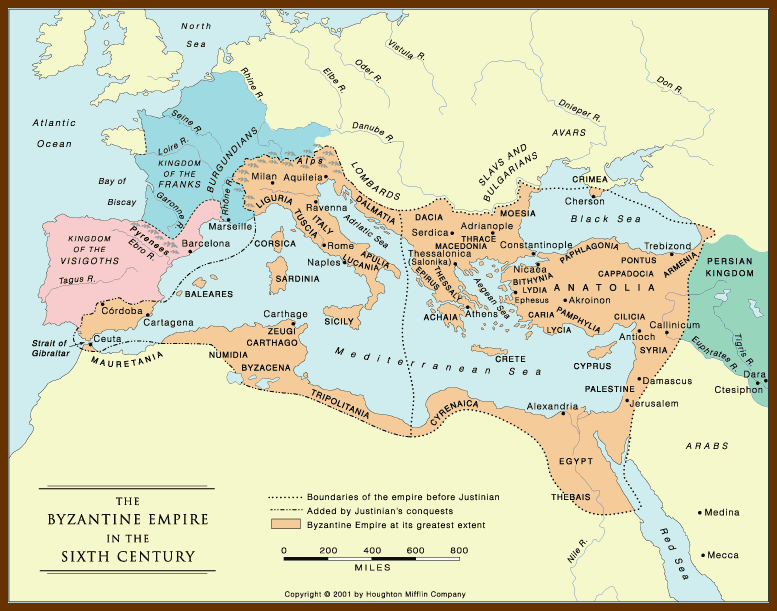 North
Sea
Atlantic
Ocean
Bay of
Biscay
Rhine R.
Elbe R.
Oder R.
Vistula R.
Dnieper R.
Don R.
Danube R.
AVARS
SLAVS AND
BULGARIANS
LOMBARDS
Seine R.
Loire R.
KINGDOM
OF THE
FRANKS
BURGUNDIANS
Garonne R.
Rhône R.
Alps
Milan
Aquileia
LIGURIA
Ravenna
TUSCIA
ITALY
DALMATIA
Adriatic Sea
Marseille
Pyrenees
Ebro R.
Barcelona
KINGDOM
OF THE
VISIGOTHS
Tagus R.
CORSICA
Rome
Naples
APULIA
LUCANIA
SARDINIA
BALEARES
Córdoba
Cartagena
Strait of
Gibraltar
Ceuta
MAURETANIA
SICILY
Carthage
ZEUGI
CARTHAGO
NUMIDIA
BYZACENA
TRIPOLITANIA
Mediterranean Sea
CRIMEA
Cherson
Black Sea
DACIA
MOESIA
Serdica
Adrianople
THRACE
MACEDONIA
Constantinople
Thessalonica
(Salonika)
EPIRUS
THESSALY
Aegean Sea
ACHAIA
Athens
Nicaea
BITHYNIA
LYDIA
Ephesus
CARIA
LYCIA
PAMPHYLIA
Akroinon
ANATOLIA
PAPHLAGONIA
PONTUS
CAPPADOCIA
Trebizond
ARMENIA
CILICIA
Callinicum
Antioch
SYRIA
CRETE
CYPRUS
PERSIAN
KINGDOM
Tigris R.
Euphrates R.
Dara
Ctesiphon
Damascus
PALESTINE
Jerusalem
Alexandria
CYRENAICA
EGYPT
THEBAIS
Nile R.
Red Sea
ARABS
Medina
Mecca
THE
BYZANTINE EMPIRE
IN THE
SIXTH CENTURY
Boundaries of the empire before Justinian
Added by Justinian's conquests
Byzantine Empire at its greatest extent
0 200 400 600 800
MILES
Copyright © 2001 by Houghton Mifflin Company